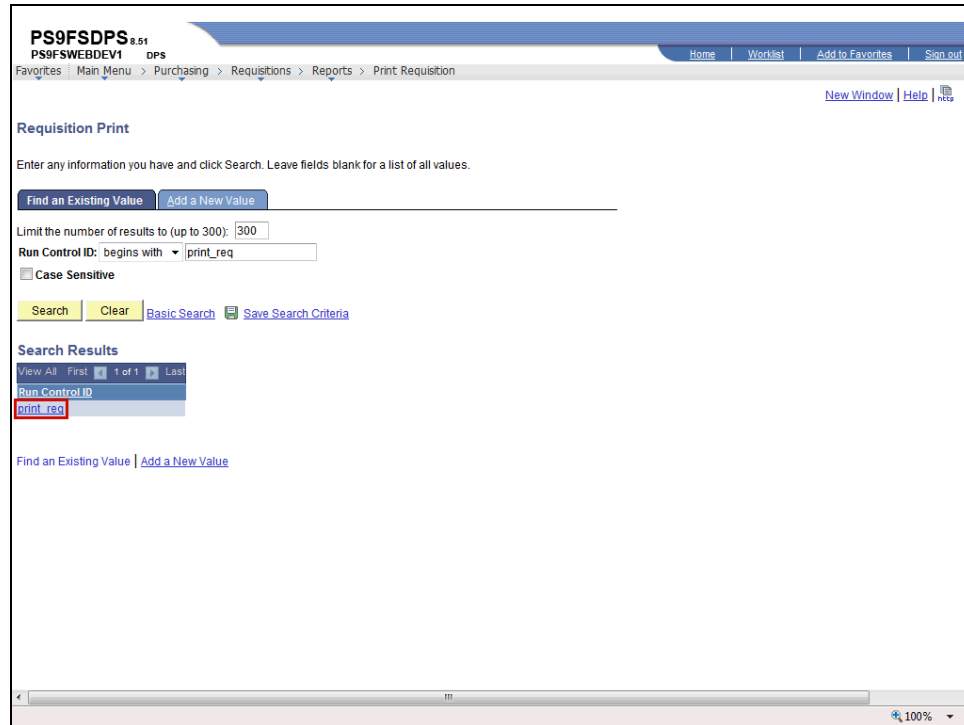 PS9FSDPS 8.51
PS9FSWEBDEV1 DPS
Home | Worklist | Add to Favorites | Sign out
Favorites Main Menu > Purchasing > Requisitions > Reports > Print Requisition
New Window | Help | http
Requisition Print
Enter any information you have and click Search. Leave fields blank for a list of all values.
Find an Existing Value Add a New Value
Limit the number of results to (up to 300): 300
Run Control ID: begins with print_req
Case Sensitive
Search Clear Basic Search Save Search Criteria
Search Results
View All First 1 of 1 Last
Run Control ID
print_req
Find an Existing Value | Add a New Value
100%